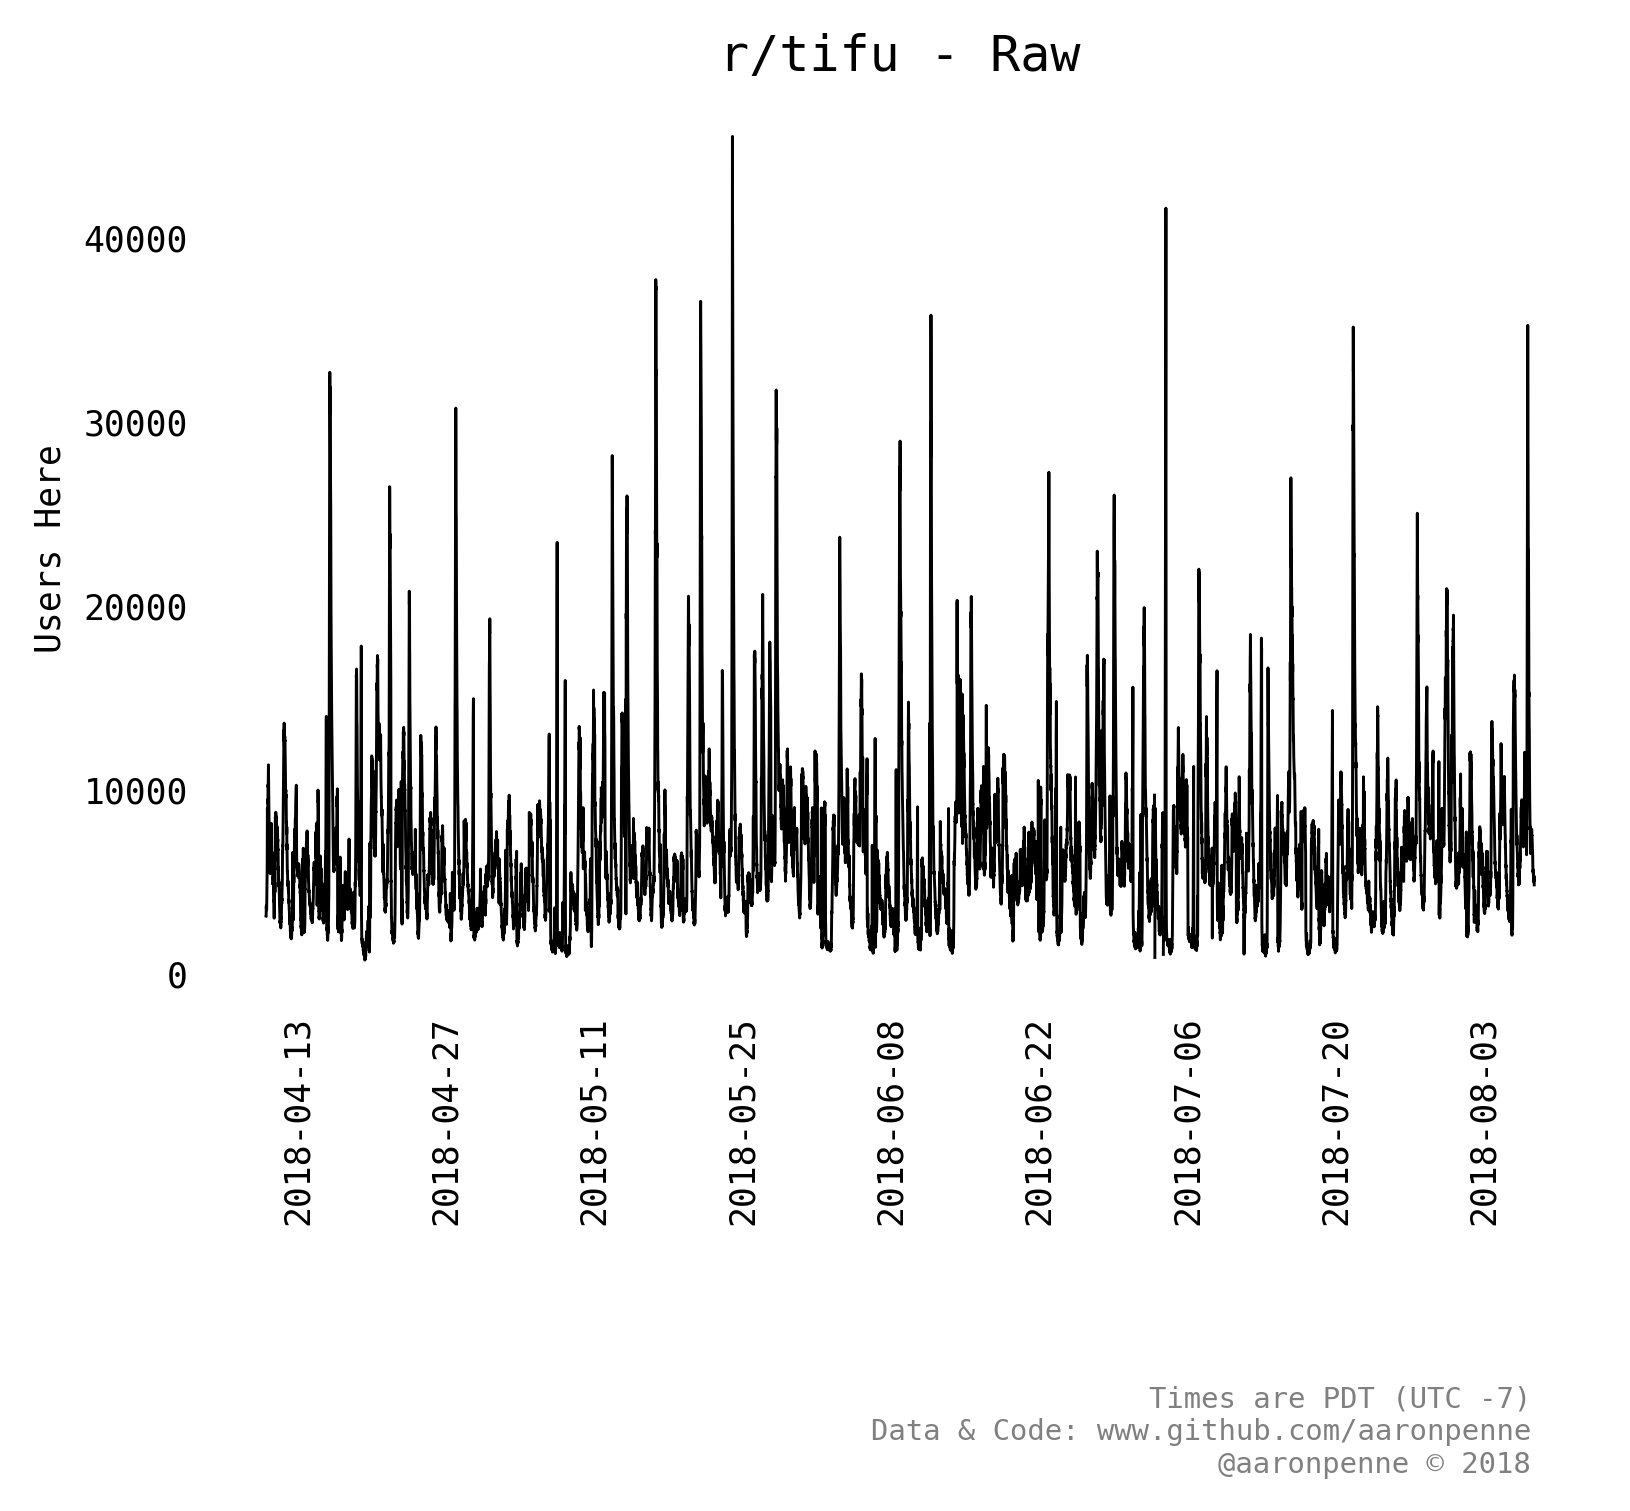 r/tifu - Raw
Users Here
40000
30000
20000
10000
0
2018-04-13
2018-04-27
2018-05-11
2018-05-25
2018-06-08
2018-06-22
2018-07-06
2018-07-20
2018-08-03
Times are PDT (UTC -7)
Data & Code: www.github.com/aaronpenne
@aaronpenne © 2018